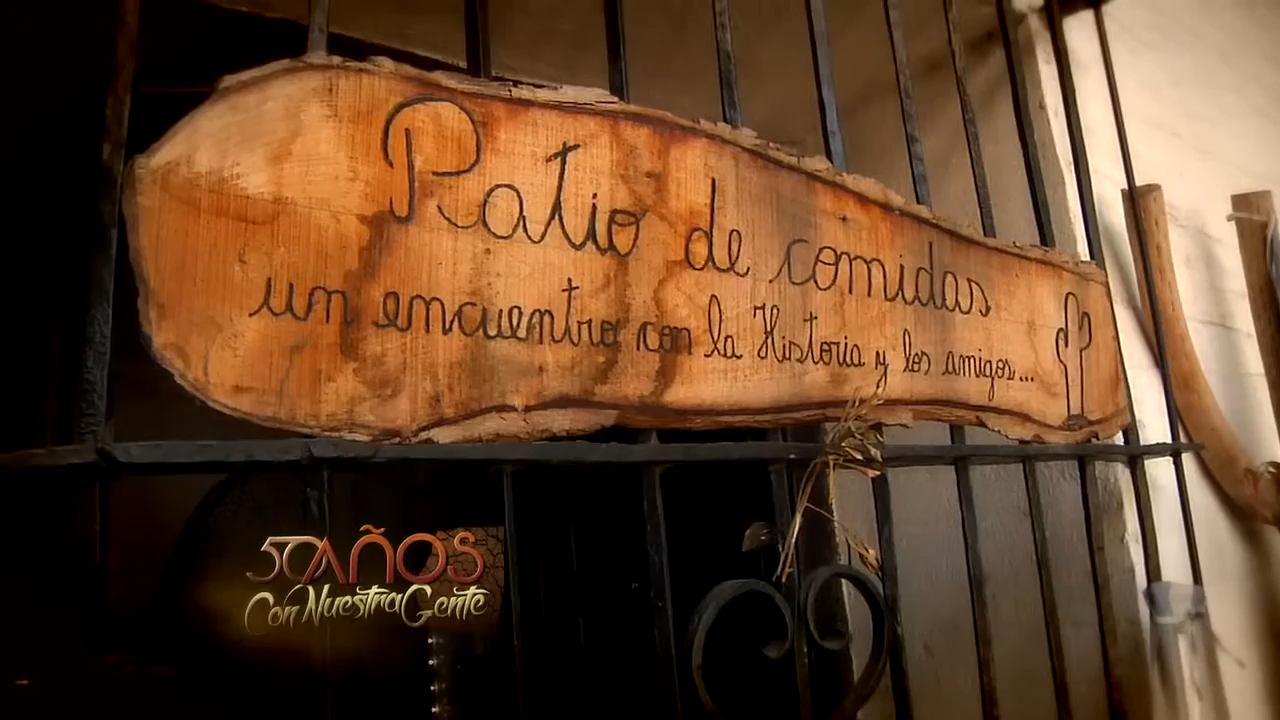 Patio de comidas
un encuentro con la Historia y los amigos...
50 AÑOS
Con Nuestra Gente